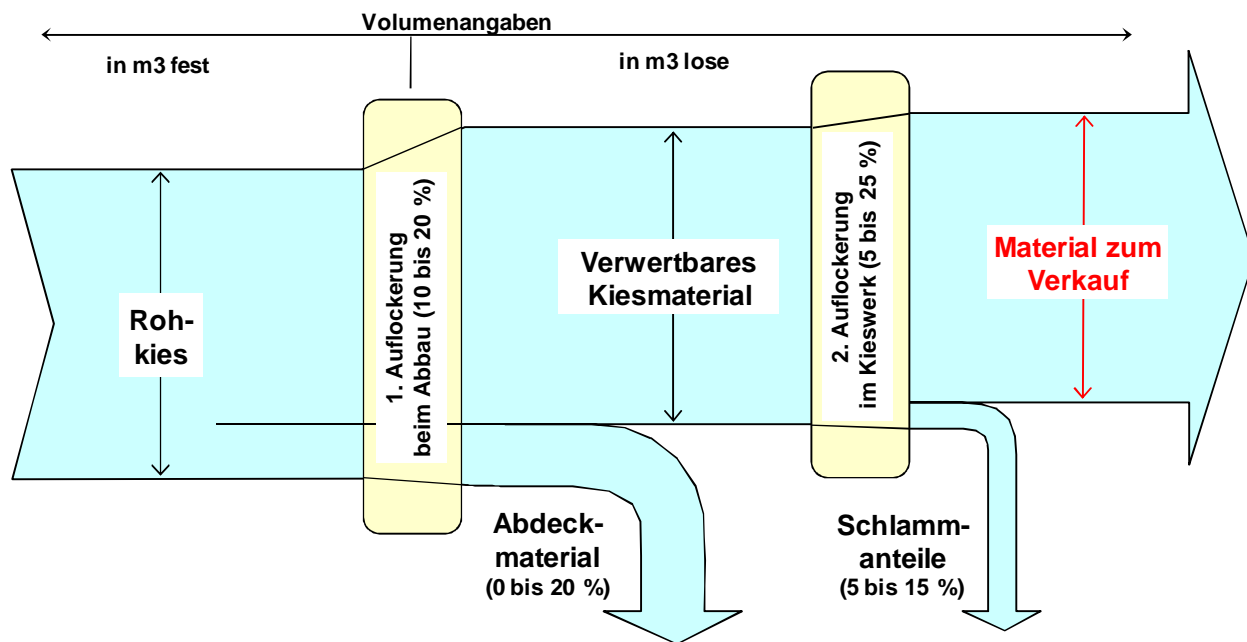 Volumenangaben
in m3 fest
in m3 lose
Roh-
kies
1. Auflockerung
beim Abbau (10 bis 20 %)
Verwertbares
Kiesmaterial
2. Auflockerung
im Kieswerk (5 bis 25 %)
Material zum
Verkauf
Abdeck-
material
(0 bis 20 %)
Schlamm-
anteile
(5 bis 15 %)